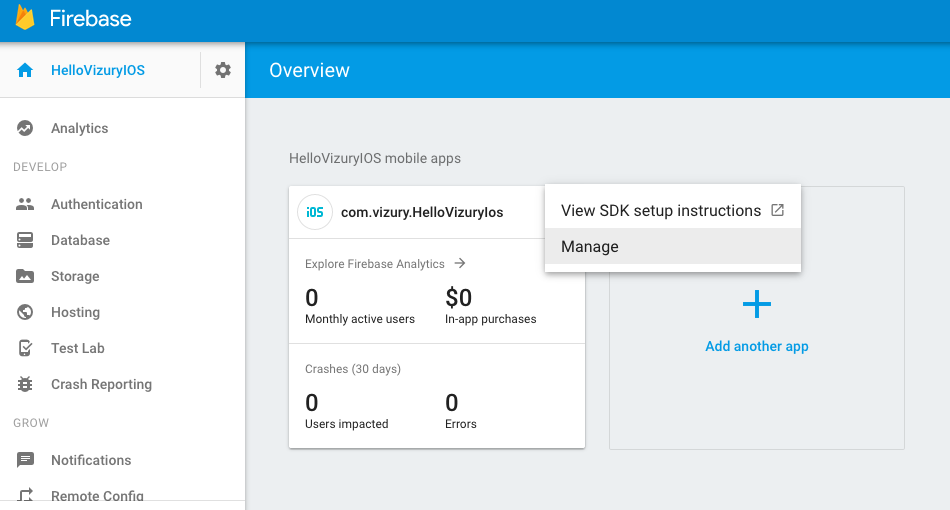 Firebase
HelloVizuryIOS
Overview
Analytics
DEVELOP
Authentication
Database
Storage
Hosting
Test Lab
Crash Reporting
GROW
Notifications
Remote Config
HelloVizuryIOS mobile apps
iOS
com.vizury.HelloVizuryIos
View SDK setup instructions
Manage
Explore Firebase Analytics
0
$0
Monthly active users
In-app purchases
Crashes (30 days)
0
0
Users impacted
Errors
Add another app